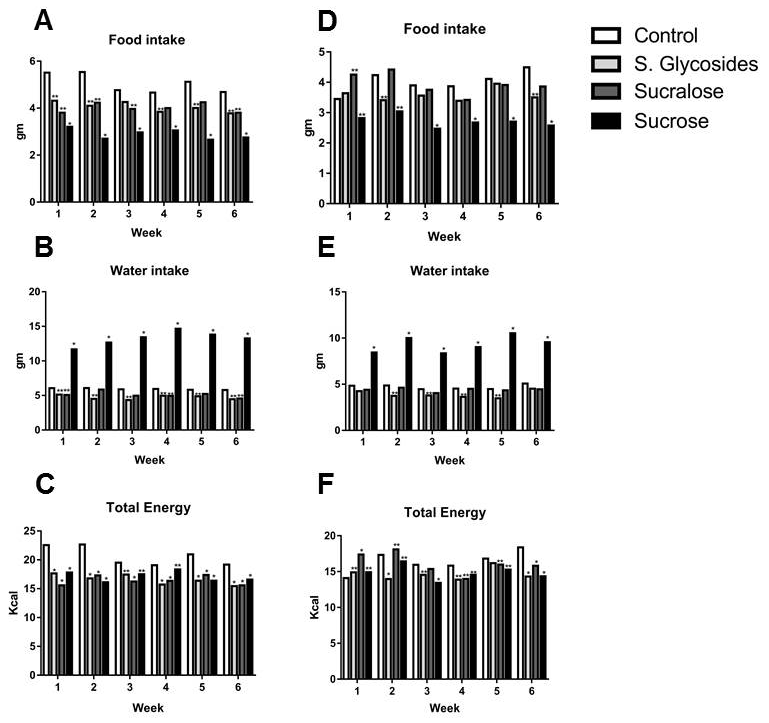 A
Food intake
6
4
2
0
gm
** ** * ** ** * ** * ** * ** * ** ** *
1 2 3 4 5 6
Week
D
Food intake
5
4
3
2
1
0
gm
** ** ** ** * * * ** *
1 2 3 4 5 6
Week
Control
S. Glycosides
Sucralose
Sucrose
B
Water intake
20
15
10
5
0
gm
** ** * ** * ** * ** ** * ** * ** ** *
1 2 3 4 5 6
Week
E
Water intake
15
10
5
0
gm
* ** * ** * ** * ** * *
1 2 3 4 5 6
Week
C
Total Energy
25
20
15
10
5
0
Kcal
* * * * * * ** * ** * * ** * * * * * *
1 2 3 4 5 6
Week
F
Total Energy
20
15
10
5
0
Kcal
** * ** * ** ** ** * ** ** ** ** ** * * *
1 2 3 4 5 6
Week